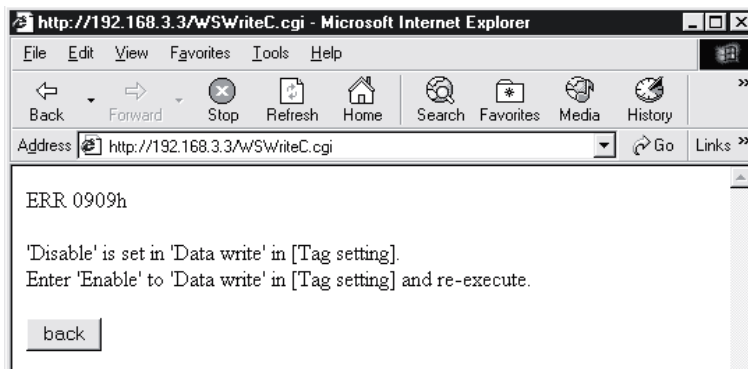 http://192.168.3.3/WSWriteC.cgi - Microsoft Internet Explorer
File Edit View Favorites Tools Help
Back Forward Stop Refresh Home Search Favorites Media History »
Address http://192.168.3.3/WSWriteC.cgi Go Links »
ERR 0909h
'Disable' is set in 'Data write' in [Tag setting].
Enter 'Enable' to 'Data write' in [Tag setting] and re-execute.
back